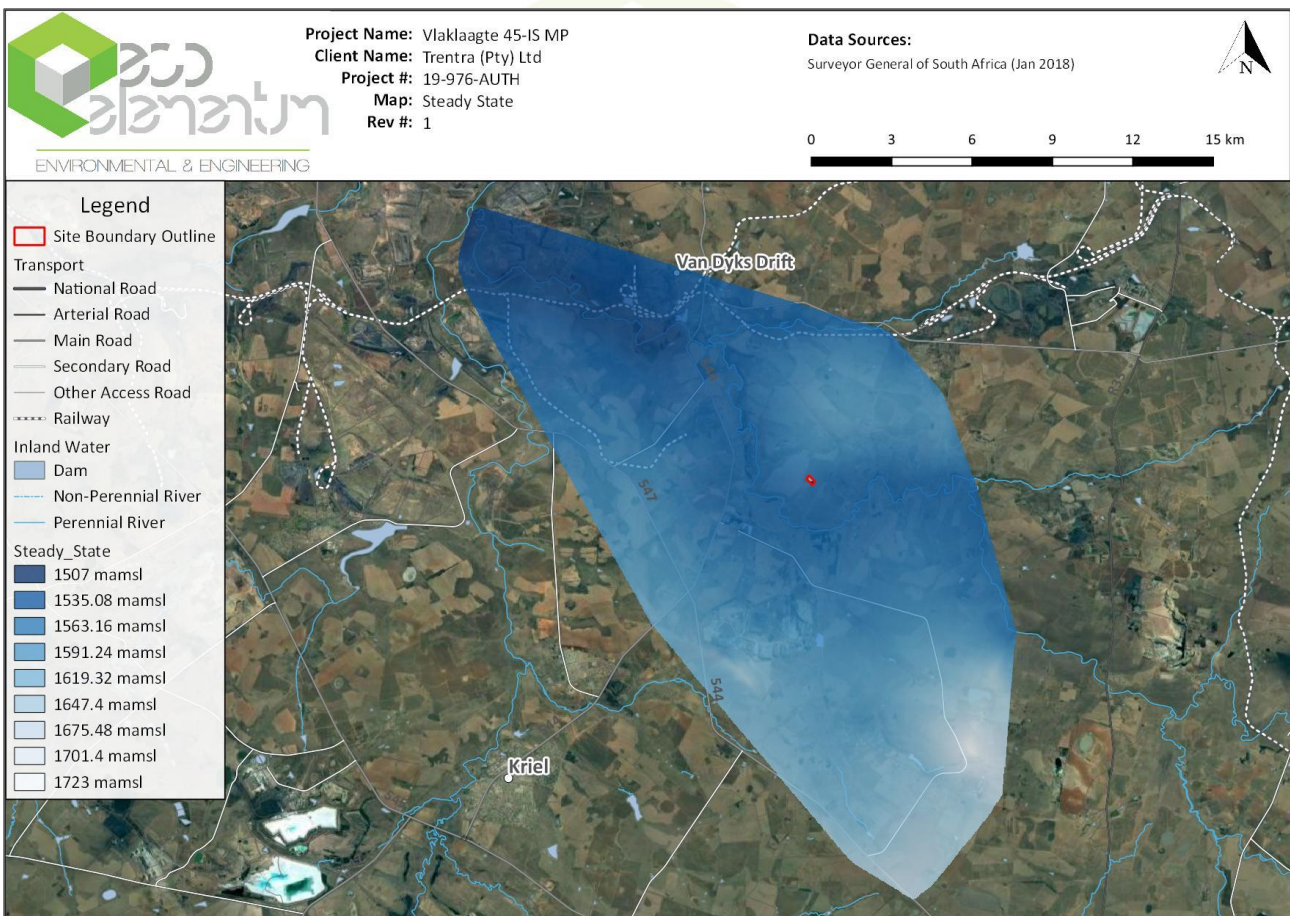 eco
elementum
ENVIRONMENTAL & ENGINEERING
Project Name: Vlaklaagte 45-IS MP
Client Name: Trentra (Pty) Ltd
Project #: 19-976-AUTH
Map: Steady State
Rev #: 1
Data Sources:
Surveyor General of South Africa (Jan 2018)
N
0 3 6 9 12 15 km
Legend
Site Boundary Outline
Transport
National Road
Arterial Road
Main Road
Secondary Road
Other Access Road
Railway
Inland Water
Dam
Non-Perennial River
Perennial River
Steady_State
1507 mamsl
1535.08 mamsl
1563.16 mamsl
1591.24 mamsl
1619.32 mamsl
1647.4 mamsl
1675.48 mamsl
1701.4 mamsl
1723 mamsl
Van Dyks Drift
547
544
Kriel